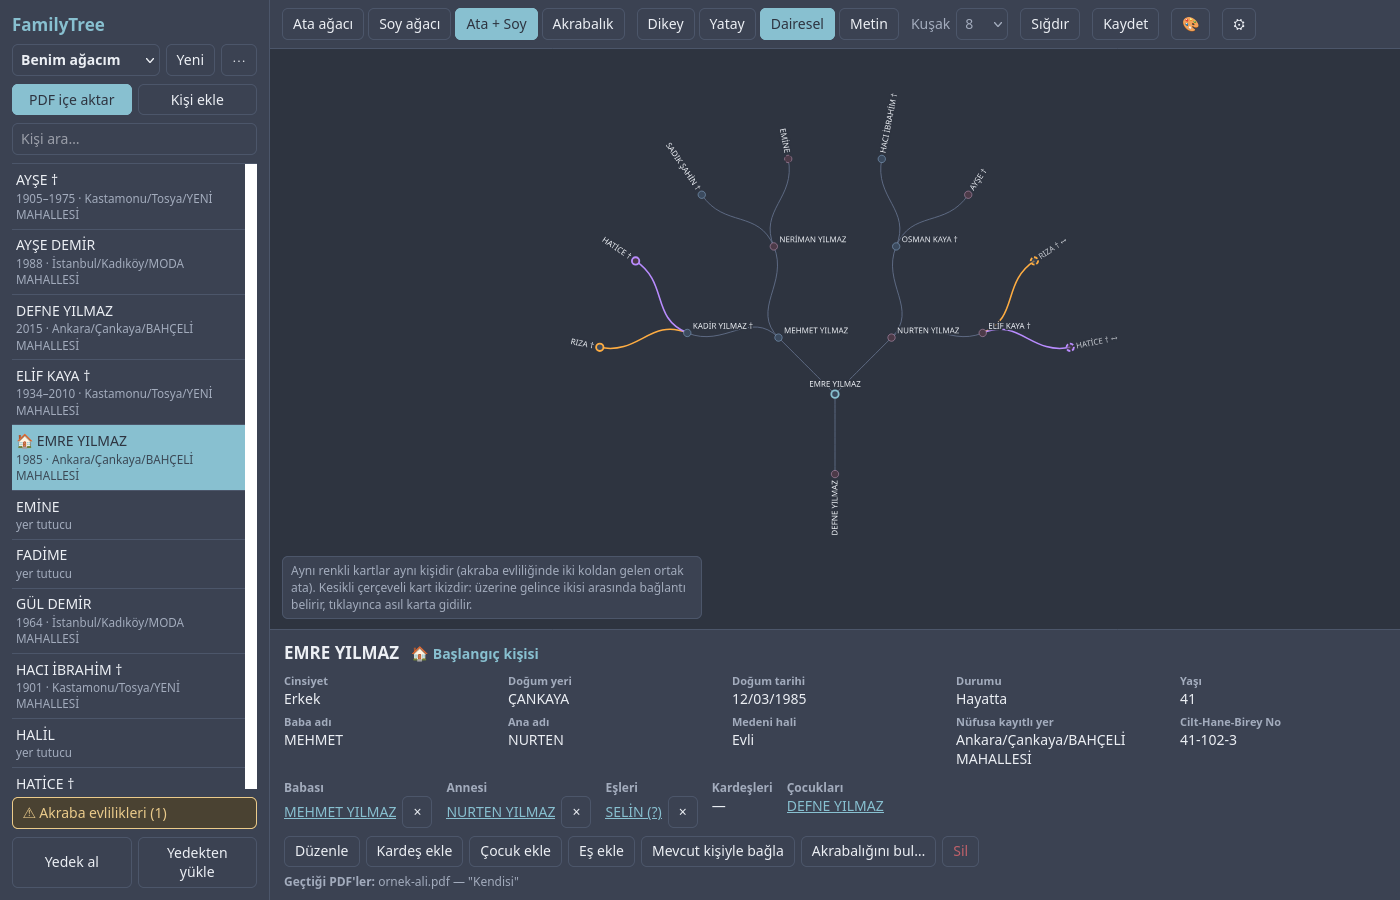 FamilyTree
Benim ağacım
Yeni
...
PDF içe aktar
Kişi ekle
Kişi ara...
AYŞE †
1905–1975 · Kastamonu/Tosya/YENİ
MAHALLESİ
AYŞE DEMİR
1988 · İstanbul/Kadıköy/MODA
MAHALLESİ
DEFNE YILMAZ
2015 · Ankara/Çankaya/BAHÇELİ
MAHALLESİ
ELİF KAYA †
1934–2010 · Kastamonu/Tosya/YENİ
MAHALLESİ
🏠 EMRE YILMAZ
1985 · Ankara/Çankaya/BAHÇELİ
MAHALLESİ
EMİNE
yer tutucu
FADİME
yer tutucu
GÜL DEMİR
1964 · İstanbul/Kadıköy/MODA
MAHALLESİ
HACI İBRAHİM †
1901 · Kastamonu/Tosya/YENİ
MAHALLESİ
HALİL
yer tutucu
HATİCE †
⚠ Akraba evlilikleri (1)
Yedek al
Yedekten
yükle
Ata ağacı
Soy ağacı
Ata + Soy
Akrabalık
Dikey
Yatay
Dairesel
Metin
Kuşak
8
Sığdır
Kaydet
HACI İBRAHİM †
EMİNE
SADIK ŞAHİN †
AYŞE †
HATİCE †
NERİMAN YILMAZ
OSMAN KAYA †
RIZA † ↔
RIZA †
KADİR YILMAZ †
MEHMET YILMAZ
NURTEN YILMAZ
ELİF KAYA †
HATİCE † ↔
EMRE YILMAZ
DEFNE YILMAZ
Aynı renkli kartlar aynı kişidir (akraba evliliğinde iki koldan gelen ortak
ata). Kesikli çerçeveli kart ikizdir: üzerine gelince ikisi arasında bağlantı
belirir, tıklayınca asıl karta gidilir.
EMRE YILMAZ 🏠 Başlangıç kişisi
Cinsiyet
Erkek
Doğum yeri
ÇANKAYA
Doğum tarihi
12/03/1985
Durumu
Hayatta
Yaşı
41
Baba adı
MEHMET
Ana adı
NURTEN
Medeni hali
Evli
Nüfusa kayıtlı yer
Ankara/Çankaya/BAHÇELİ
MAHALLESİ
Cilt-Hane-Birey No
41-102-3
Babası
MEHMET YILMAZ ×
Annesi
NURTEN YILMAZ ×
Eşleri
SELİN (?) ×
Kardeşleri
—
Çocukları
DEFNE YILMAZ
Düzenle
Kardeş ekle
Çocuk ekle
Eş ekle
Mevcut kişiyle bağla
Akrabalığını bul...
Sil
Geçtiği PDF'ler: ornek-ali.pdf — "Kendisi"